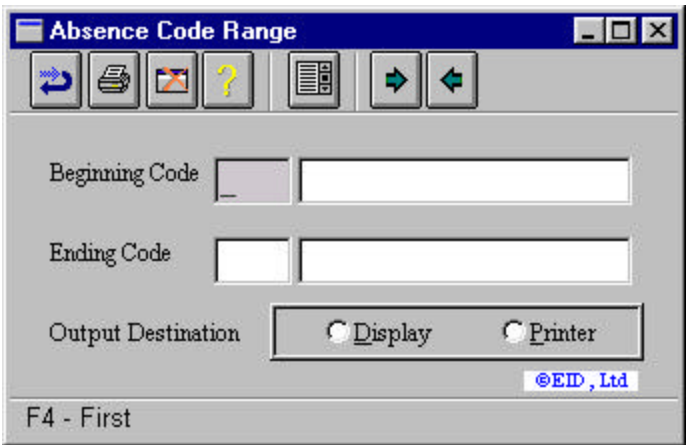 Absence Code Range
?
Beginning Code _
Ending Code
Output Destination Display Printer
©EID, Ltd
F4 - First